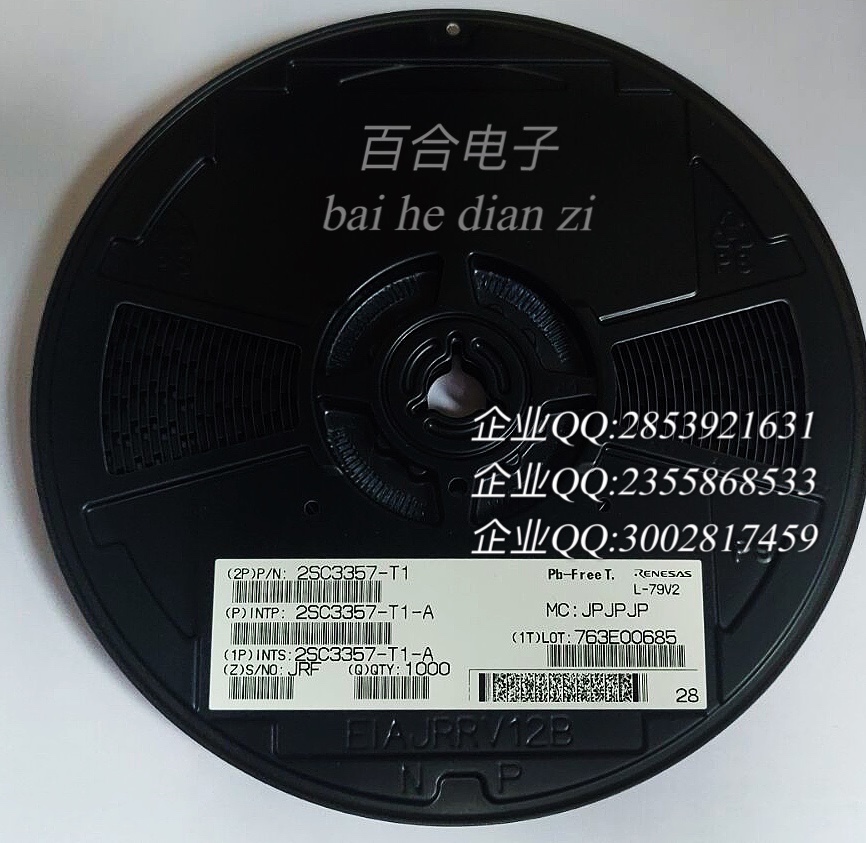 百合电子
bai he dian zi
企业QQ:2853921631
企业QQ:2355868533
企业QQ:3002817459
PS
(2P)P/N: 2SC3357-T1
Pb-Free T. RENESAS
L-79V2
(P)INTP: 2SC3357-T1-A
MC:JPJPJP
(1T)LOT:763E00685
(1P)INTS:2SC3357-T1-A
(Z)S/NO:JRF (Q)QTY:1000
28
EIAJRRV12B
N P